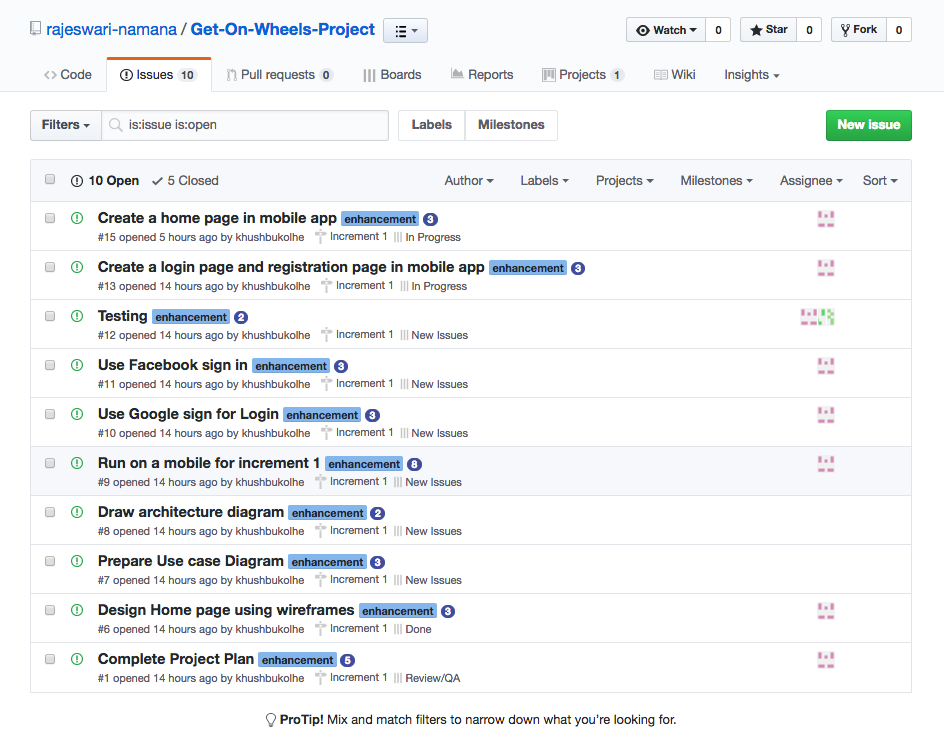 rajeswari-namana / Get-On-Wheels-Project Watch 0 Star 0 Fork 0
Code Issues 10 Pull requests 0 Boards Reports Projects 1 Wiki Insights
Filters is:issue is:open Labels Milestones New issue
10 Open 5 Closed Author Labels Projects Milestones Assignee Sort
Create a home page in mobile app enhancement 3
#15 opened 5 hours ago by khushbukolhe Increment 1 In Progress
Create a login page and registration page in mobile app enhancement 3
#13 opened 14 hours ago by khushbukolhe Increment 1 In Progress
Testing enhancement 2
#12 opened 14 hours ago by khushbukolhe Increment 1 New Issues
Use Facebook sign in enhancement 3
#11 opened 14 hours ago by khushbukolhe Increment 1 New Issues
Use Google sign for Login enhancement 3
#10 opened 14 hours ago by khushbukolhe Increment 1 New Issues
Run on a mobile for increment 1 enhancement 8
#9 opened 14 hours ago by khushbukolhe Increment 1 New Issues
Draw architecture diagram enhancement 2
#8 opened 14 hours ago by khushbukolhe Increment 1 New Issues
Prepare Use case Diagram enhancement 3
#7 opened 14 hours ago by khushbukolhe Increment 1 New Issues
Design Home page using wireframes enhancement 3
#6 opened 14 hours ago by khushbukolhe Increment 1 Done
Complete Project Plan enhancement 5
#1 opened 14 hours ago by khushbukolhe Increment 1 Review/QA
ProTip! Mix and match filters to narrow down what you're looking for.